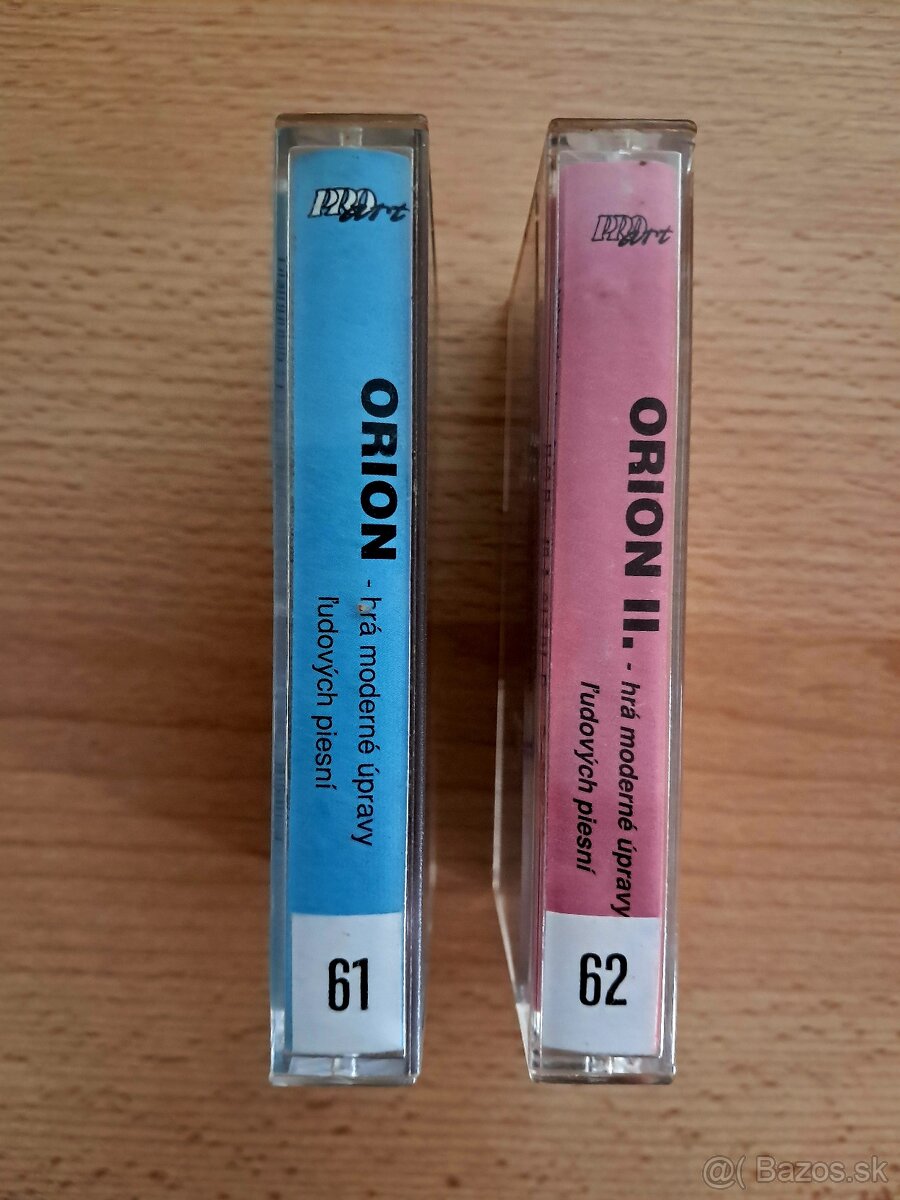 PRO art
ORION - hrá moderné úpravy
ľudových piesní
61
PRO art
ORION II. - hrá moderné úpravy
ľudových piesní
62
@( Bazos.sk